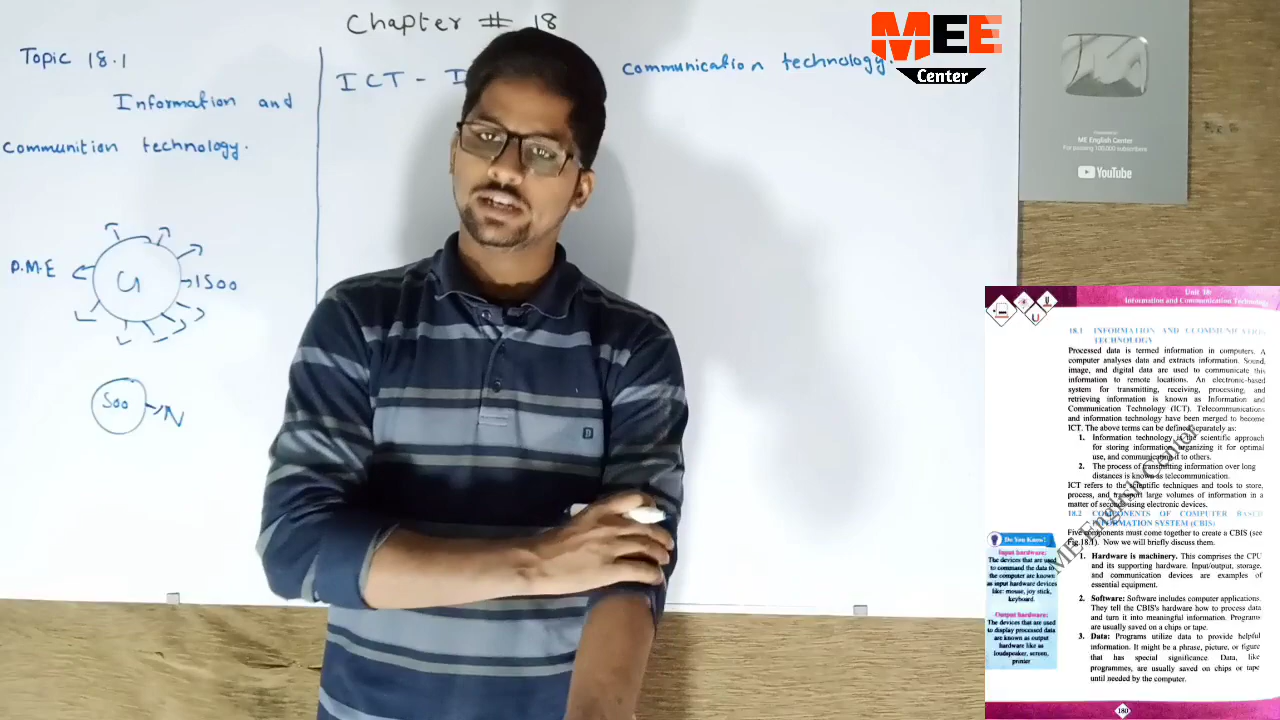 Chapter # 18
Topic 18.1
Information and
Communition technology.
ICT - I
Communication technology.
MEE
Center
D.M.E
G
1500
500
N
ME English Center
For passing 100,000 subscribers
YouTube
Information and Communication Technology
18.1 INFORMATION AND
TECHNOLOGY
Processed data is termed information in computers. A
computer analyses data and extracts information. Sound,
image, and digital data are used to communicate this
information to remote locations. An electronic-based
system for transmitting, receiving, processing, and
retrieving information is known as Information and
Communication Technology (ICT). Telecommunications
and information technology have been merged to become
ICT. The above terms can be defined separately as:
1. Information technology is the scientific approach
for storing information, organizing it for optimal
use, and communicating it to others.
2. The process of transmitting information over long
distances is known as telecommunication.
ICT refers to the scientific techniques and tools to store,
process, and transport large volumes of information in a
matter of seconds using electronic devices.
18.2 COMPONENTS OF COMPUTER BASED
INFORMATION SYSTEM (CBIS)
Five components must come together to create a CBIS (see
Fig.18.1). Now we will briefly discuss them.
Do You Know?
Input hardware:
The devices that are used
to command the data to
the computer are known
as input hardware devices
like: mouse, joy stick,
keyboard.
Output hardware:
The devices that are used
to display processed data
are known as output
hardware like as
loudspeaker, screen,
printer
1. Hardware is machinery. This comprises the CPU
and its supporting hardware. Input/output, storage,
and communication devices are examples of
essential equipment.
2. Software: Software includes computer applications.
They tell the CBIS's hardware how to process data
and turn it into meaningful information. Programs
are usually saved on a chips or tape.
3. Data: Programs utilize data to provide helpful
information. It might be a phrase, picture, or figure
that has special significance. Data, like
programmes, are usually saved on chips or tape
until needed by the computer.
ME English Center
180